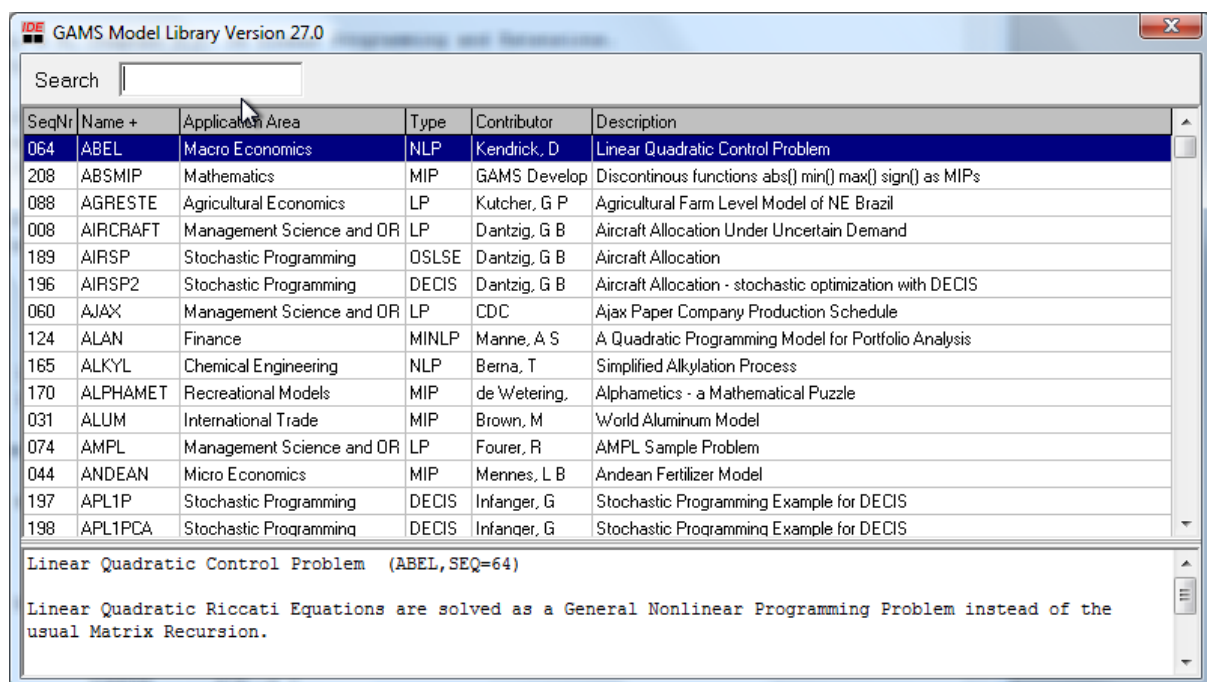 IDE GAMS Model Library Version 27.0
Search
SeqNr Name + Application Area Type Contributor Description
064 ABEL Macro Economics NLP Kendrick, D Linear Quadratic Control Problem
208 ABSMIP Mathematics MIP GAMS Develop Discontinous functions abs() min() max() sign() as MIPs
088 AGRESTE Agricultural Economics LP Kutcher, G P Agricultural Farm Level Model of NE Brazil
008 AIRCRAFT Management Science and OR LP Dantzig, G B Aircraft Allocation Under Uncertain Demand
189 AIRSP Stochastic Programming OSLSE Dantzig, G B Aircraft Allocation
196 AIRSP2 Stochastic Programming DECIS Dantzig, G B Aircraft Allocation - stochastic optimization with DECIS
060 AJAX Management Science and OR LP CDC Ajax Paper Company Production Schedule
124 ALAN Finance MINLP Manne, A S A Quadratic Programming Model for Portfolio Analysis
165 ALKYL Chemical Engineering NLP Berna, T Simplified Alkylation Process
170 ALPHAMET Recreational Models MIP de Wetering, Alphametics - a Mathematical Puzzle
031 ALUM International Trade MIP Brown, M World Aluminum Model
074 AMPL Management Science and OR LP Fourer, R AMPL Sample Problem
044 ANDEAN Micro Economics MIP Mennes, L B Andean Fertilizer Model
197 APL1P Stochastic Programming DECIS Infanger, G Stochastic Programming Example for DECIS
198 APL1PCA Stochastic Programming DECIS Infanger, G Stochastic Programming Example for DECIS
Linear Quadratic Control Problem (ABEL,SEQ=64)
Linear Quadratic Riccati Equations are solved as a General Nonlinear Programming Problem instead of the
usual Matrix Recursion.